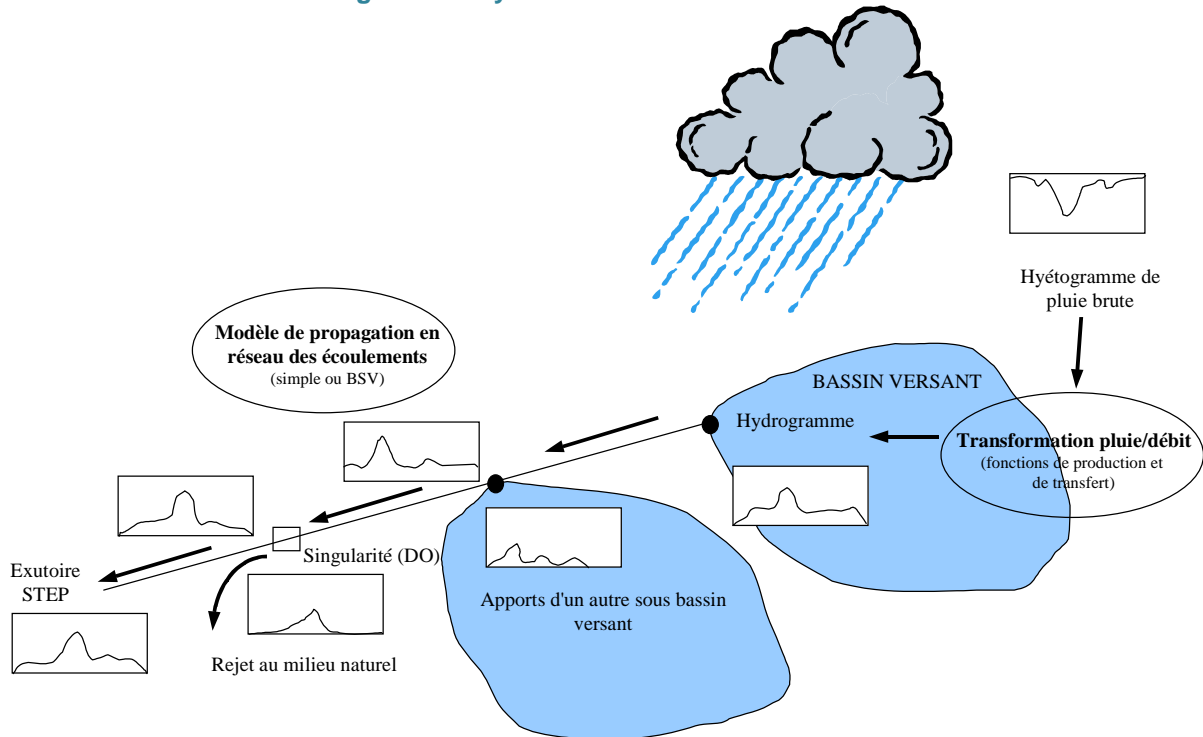 Hyétogramme de
pluie brute
Modèle de propagation en
réseau des écoulements
(simple ou BSV)
BASSIN VERSANT
Hydrogramme
Transformation pluie/débit
(fonctions de production et
de transfert)
Singularité (DO)
Exutoire
STEP
Apports d'un autre sous bassin
versant
Rejet au milieu naturel